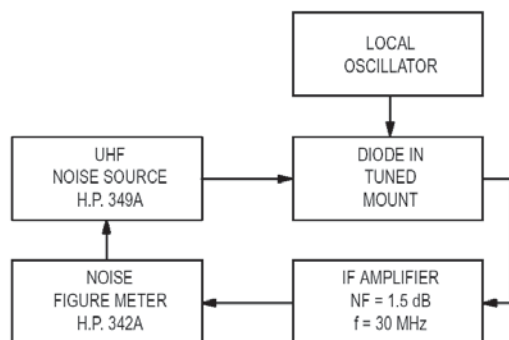 LOCAL
OSCILLATOR
UHF
NOISE SOURCE
H.P. 349A
DIODE IN
TUNED
MOUNT
NOISE
FIGURE METER
H.P. 342A
IF AMPLIFIER
NF = 1.5 dB
f = 30 MHz